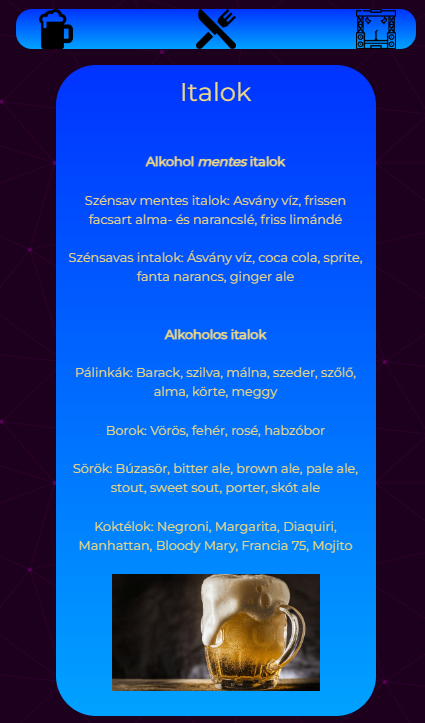 Italok
Alkohol mentes italok
Szénsav mentes italok: Asvány víz, frissen
facsart alma- és narancslé, friss limándé
Szénsavas intalok: Ásvány víz, coca cola, sprite,
fanta narancs, ginger ale
Alkoholos italok
Pálinkák: Barack, szilva, málna, szeder, szőlő,
alma, körte, meggy
Borok: Vörös, fehér, rosé, habzóbor
Sörök: Búzasör, bitter ale, brown ale, pale ale,
stout, sweet sout, porter, skót ale
Koktélok: Negroni, Margarita, Diaquiri,
Manhattan, Bloody Mary, Francia 75, Mojito